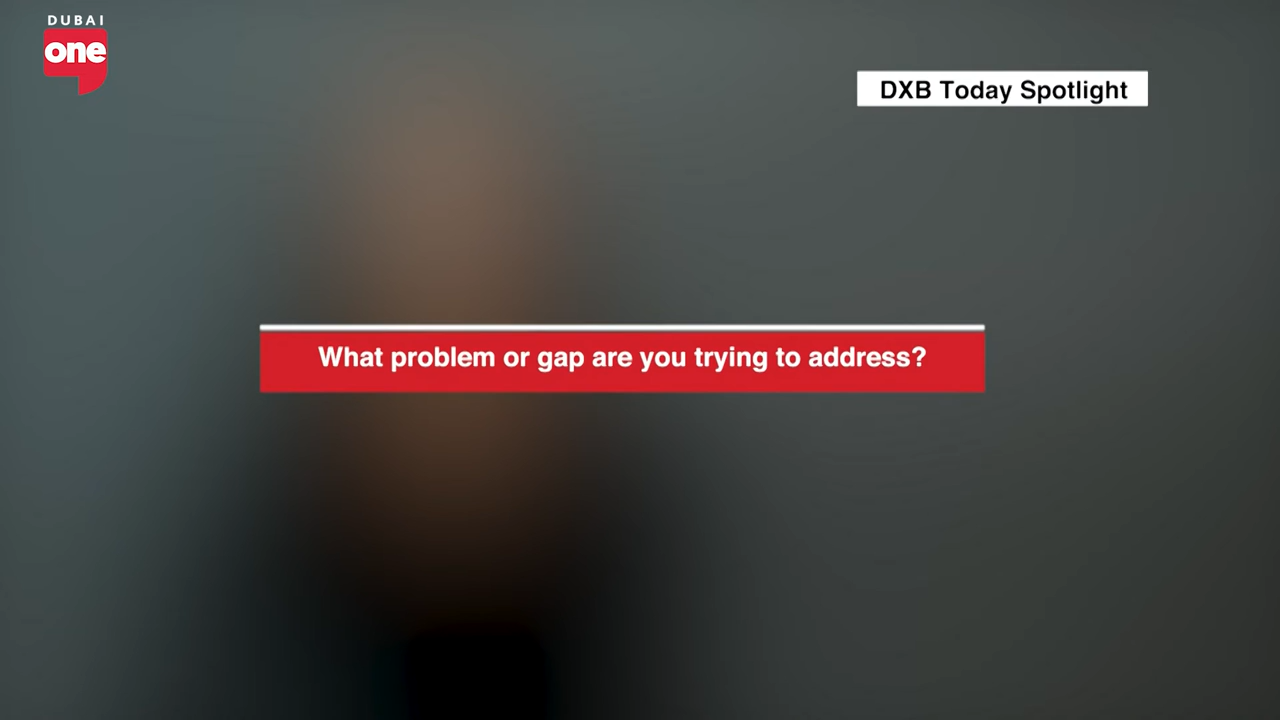 DUBAI
one
DXB Today Spotlight
What problem or gap are you trying to address?